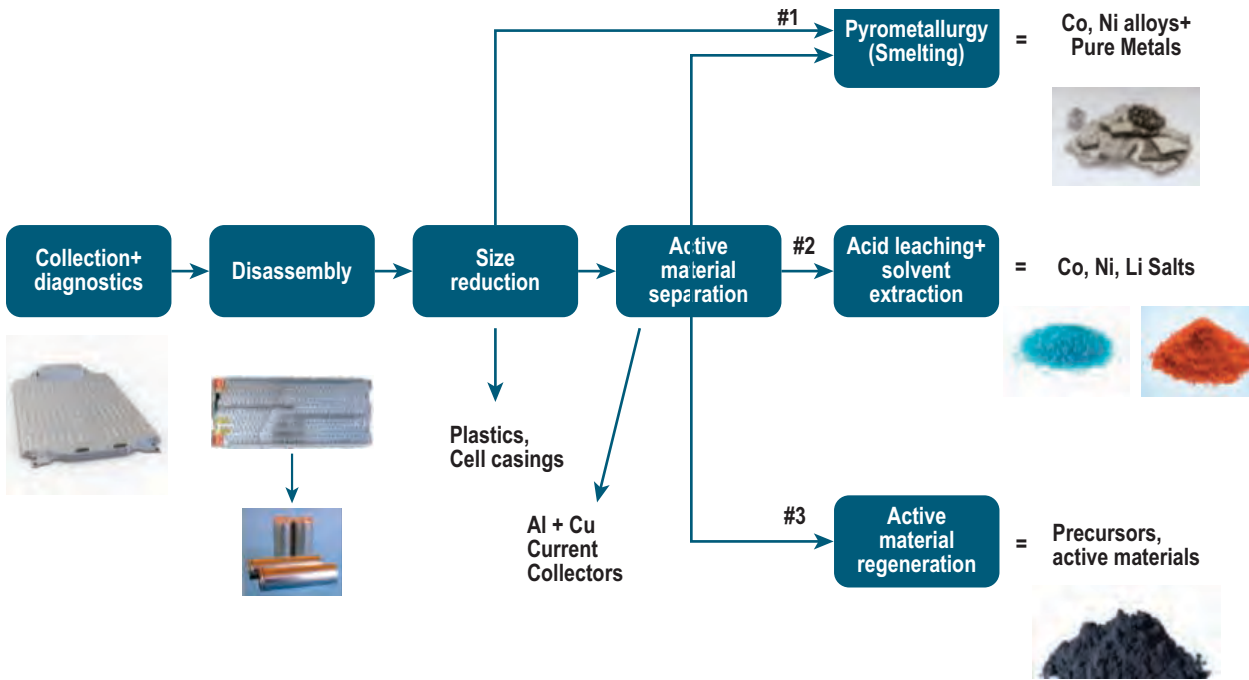 #1
Pyrometallurgy
(Smelting)
=
Co, Ni alloys+
Pure Metals
Collection+
diagnostics
Disassembly
Size
reduction
Active
material
separation
#2
Acid leaching+
solvent
extraction
=
Co, Ni, Li Salts
Plastics,
Cell casings
Al + Cu
Current
Collectors
#3
Active
material
regeneration
=
Precursors,
active materials